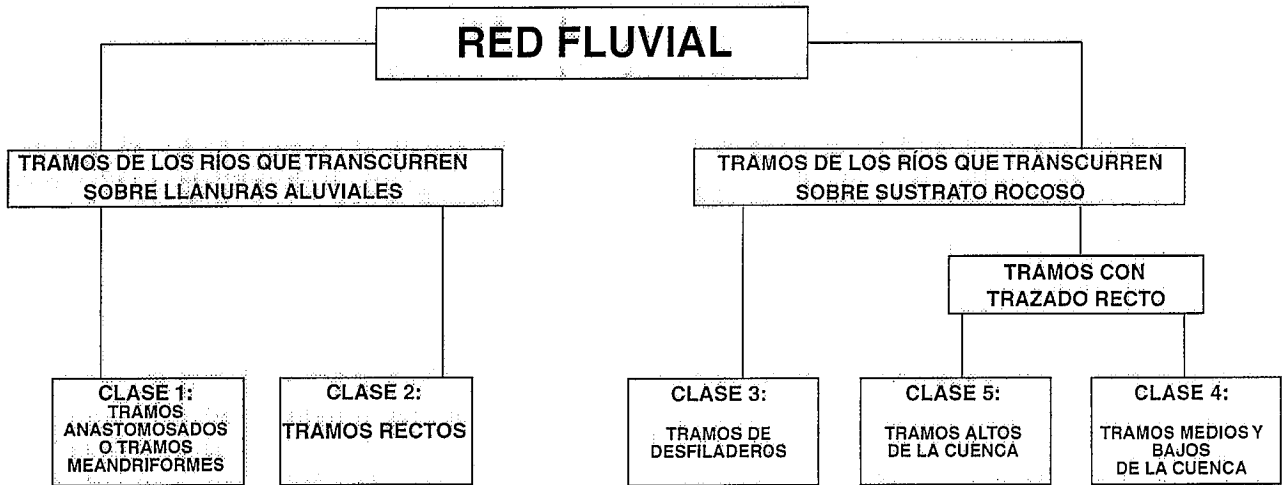 RED FLUVIAL
TRAMOS DE LOS RÍOS QUE TRANSCURREN
SOBRE LLANURAS ALUVIALES
TRAMOS DE LOS RÍOS QUE TRANSCURREN
SOBRE SUSTRATO ROCOSO
TRAMOS CON
TRAZADO RECTO
CLASE 1:
TRAMOS
ANASTOMOSADOS
O TRAMOS
MEANDRIFORMES
CLASE 2:
TRAMOS RECTOS
CLASE 3:
TRAMOS DE
DESFILADEROS
CLASE 5:
TRAMOS ALTOS
DE LA CUENCA
CLASE 4:
TRAMOS MEDIOS Y
BAJOS
DE LA CUENCA